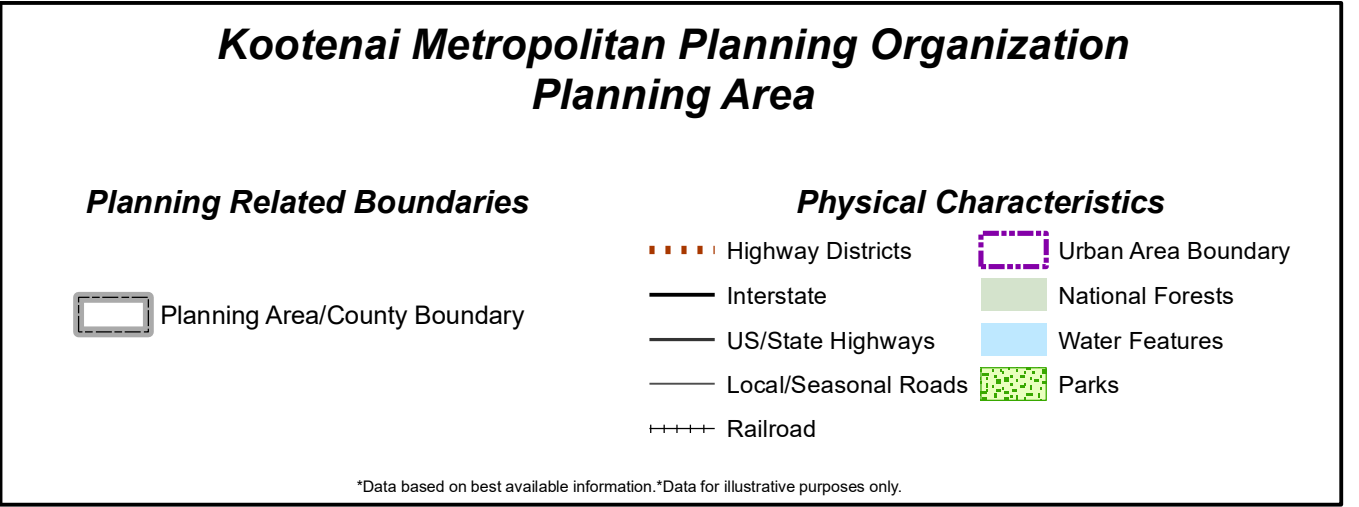 Kootenai Metropolitan Planning Organization
Planning Area
Planning Related Boundaries
Planning Area/County Boundary
Physical Characteristics
Highway Districts
Interstate
US/State Highways
Local/Seasonal Roads
Railroad
Urban Area Boundary
National Forests
Water Features
Parks
*Data based on best available information.*Data for illustrative purposes only.